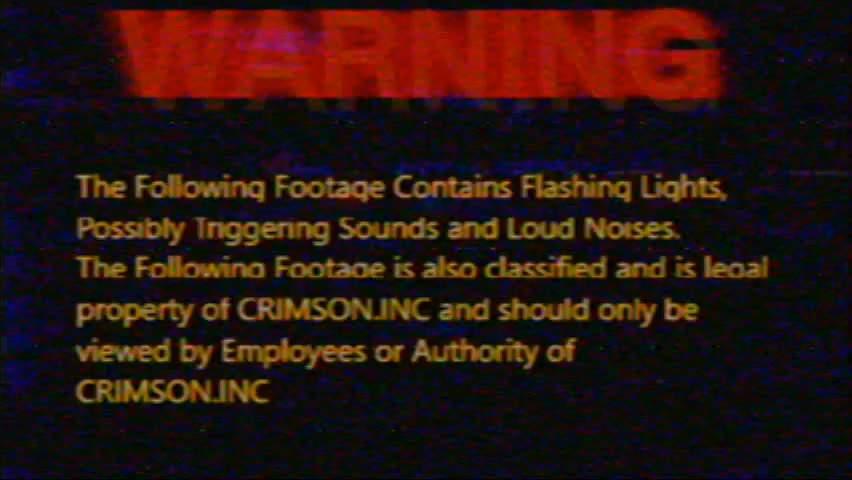 WARNING
The Following Footage Contains Flashing Lights,
Possibly Triggering Sounds and Loud Noises.
The Following Footage is also classified and is legal
property of CRIMSON.INC and should only be
viewed by Employees or Authority of
CRIMSON.INC